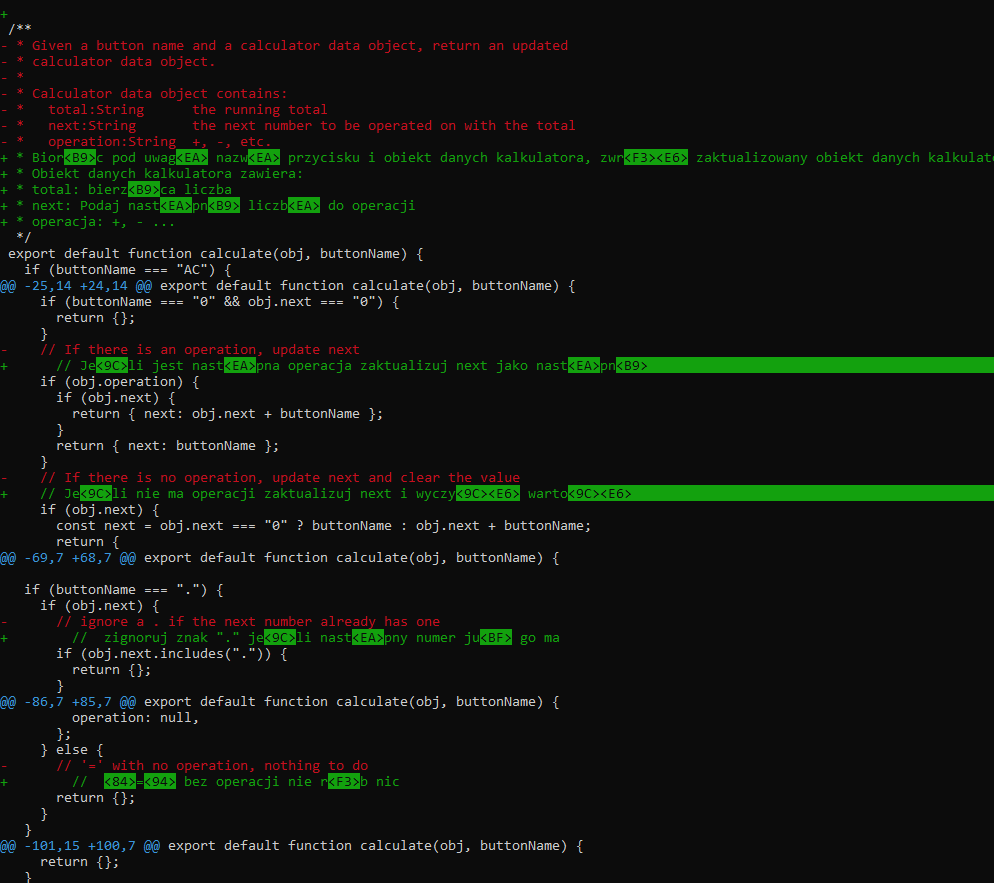 +
 /**
- * Given a button name and a calculator data object, return an updated
- * calculator data object.
- *
- * Calculator data object contains:
- *   total:String      the running total
- *   next:String       the next number to be operated on with the total
- *   operation:String  +, -, etc.
+ * Bior<B9>c pod uwag<EA> nazw<EA> przycisku i obiekt danych kalkulatora, zwr<F3><E6> zaktualizowany obiekt danych kalkulat
+ * Obiekt danych kalkulatora zawiera:
+ * total: bierz<B9>ca liczba
+ * next: Podaj nast<EA>pn<B9> liczb<EA> do operacji
+ * operacja: +, - ...
  */
 export default function calculate(obj, buttonName) {
   if (buttonName === "AC") {
@@ -25,14 +24,14 @@ export default function calculate(obj, buttonName) {
     if (buttonName === "0" && obj.next === "0") {
       return {};
     }
-    // If there is an operation, update next
+      // Je<9C>li jest nast<EA>pna operacja zaktualizuj next jako nast<EA>pn<B9>
     if (obj.operation) {
       if (obj.next) {
         return { next: obj.next + buttonName };
       }
       return { next: buttonName };
     }
-    // If there is no operation, update next and clear the value
+    // Je<9C>li nie ma operacji zaktualizuj next i wyczy<9C><E6> warto<9C><E6>
     if (obj.next) {
       const next = obj.next === "0" ? buttonName : obj.next + buttonName;
       return {
@@ -69,7 +68,7 @@ export default function calculate(obj, buttonName) {
   if (buttonName === ".") {
     if (obj.next) {
-      // ignore a . if the next number already has one
+        //  zignoruj znak "." je<9C>li nast<EA>pny numer ju<BF> go ma
       if (obj.next.includes(".")) {
         return {};
       }
@@ -86,7 +85,7 @@ export default function calculate(obj, buttonName) {
         operation: null,
       };
     } else {
-      // '=' with no operation, nothing to do
+        //  <84>=<94> bez operacji nie r<F3>b nic
       return {};
     }
   }
@@ -101,15 +100,7 @@ export default function calculate(obj, buttonName) {
     return {};
   }